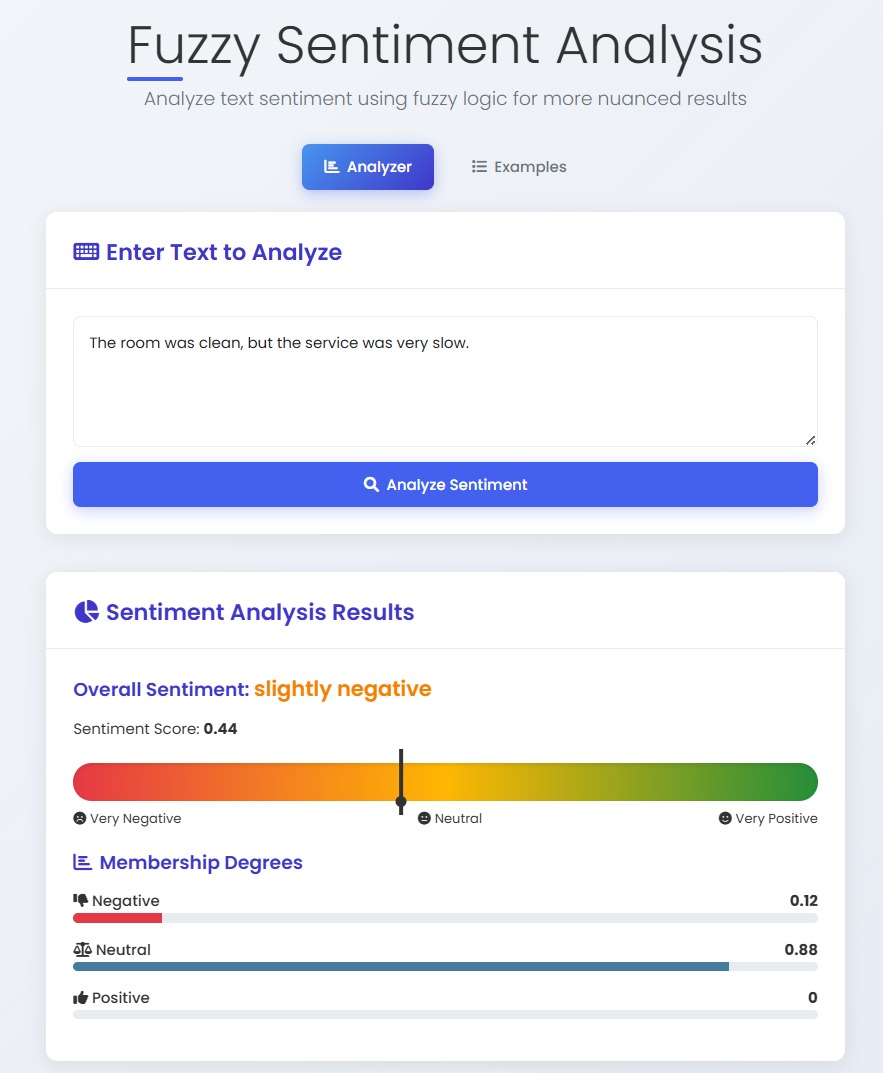 Fuzzy Sentiment Analysis
Analyze text sentiment using fuzzy logic for more nuanced results
Analyzer
Examples
Enter Text to Analyze
The room was clean, but the service was very slow.
Analyze Sentiment
Sentiment Analysis Results
Overall Sentiment: slightly negative
Sentiment Score: 0.44
Very Negative
Neutral
Very Positive
Membership Degrees
Negative 0.12
Neutral 0.88
Positive 0